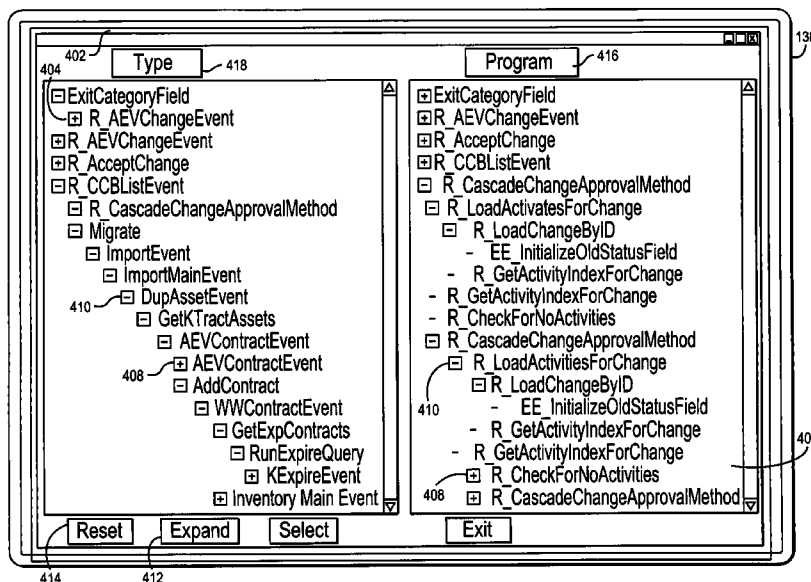 402
404
Type
418
Program
416
ExitCategoryField
R_AEVChangeEvent
R_AEVChangeEvent
R_AcceptChange
R_CCBListEvent
R_CascadeChangeApprovalMethod
Migrate
ImportEvent
ImportMainEvent
410
DupAssetEvent
GetKTractAssets
AEVContractEvent
408
AEVContractEvent
AddContract
WWContractEvent
GetExpContracts
RunExpireQuery
KExpireEvent
Inventory Main Event
ExitCategoryField
R_AEVChangeEvent
R_AcceptChange
R_CCBListEvent
R_CascadeChangeApprovalMethod
R_LoadActivatesForChange
R_LoadChangeByID
- EE_InitializeOldStatusField
- R_GetActivityIndexForChange
- R_GetActivityIndexForChange
- R_CheckForNoActivities
R_CascadeChangeApprovalMethod
410
R_LoadActivitiesForChange
R_LoadChangeByID
- EE_InitializeOldStatusField
- R_GetActivityIndexForChange
- R_GetActivityIndexForChange
408
R_CheckForNoActivities
R_CascadeChangeApprovalMethod
Reset
Expand
Select
Exit
414
412